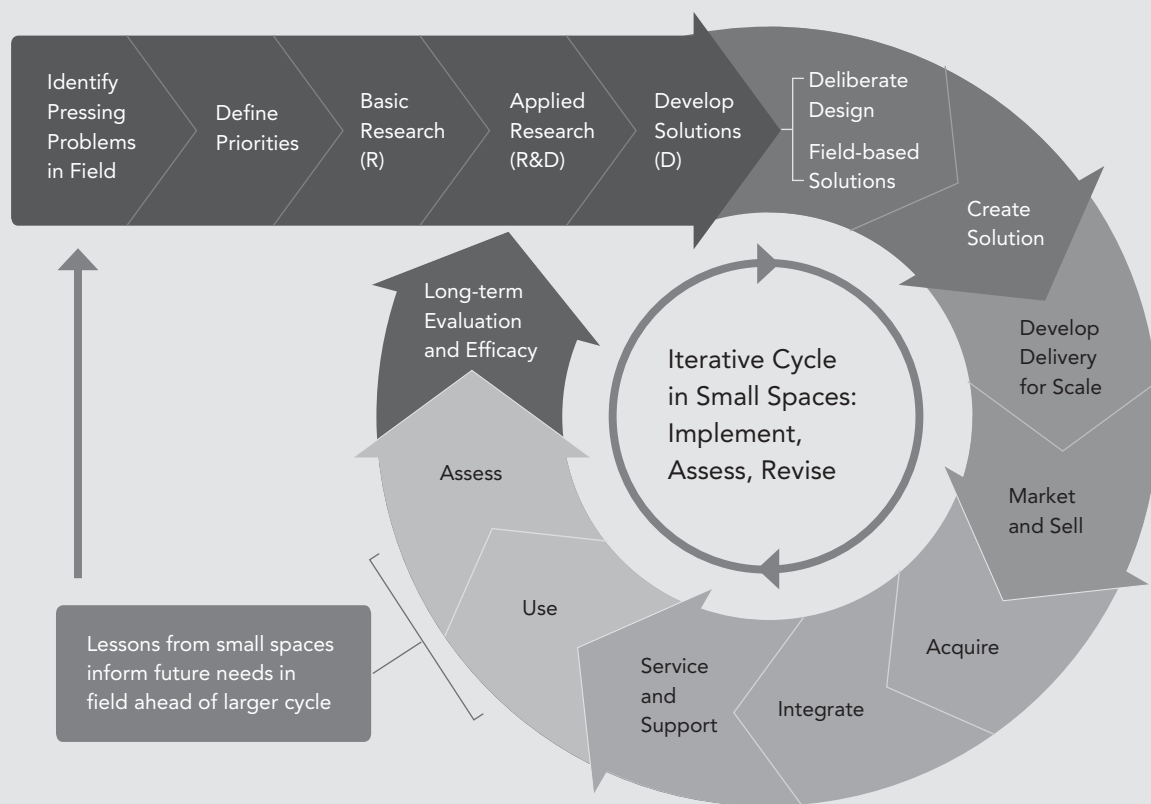 Identify
Pressing
Problems
in Field
Define
Priorities
Basic
Research
(R)
Applied
Research
(R&D)
Develop
Solutions
(D)
Deliberate
Design
Field-based
Solutions
Create
Solution
Develop
Delivery
for Scale
Market
and Sell
Acquire
Integrate
Service
and
Support
Use
Assess
Long-term
Evaluation
and Efficacy
Iterative Cycle
in Small Spaces:
Implement,
Assess, Revise
Lessons from small spaces
inform future needs in
field ahead of larger cycle